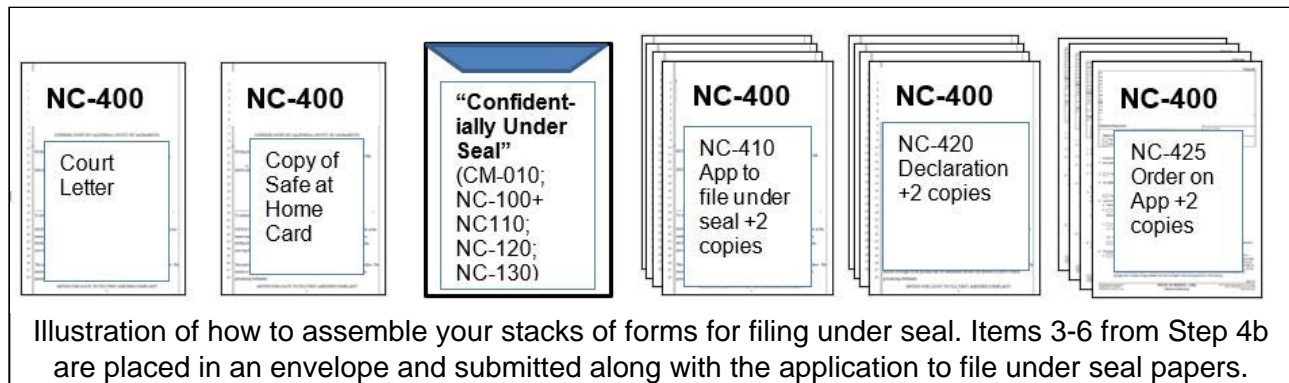 NC-400
Court
Letter
NC-400
Copy of
Safe at
Home
Card
“Confident-
ially Under
Seal”
(CM-010;
NC-100+
NC110;
NC-120;
NC-130)
NC-400
NC-410
App to
file under
seal +2
copies
NC-400
NC-420
Declaration
+2 copies
NC-400
NC-425
Order on
App +2
copies
Illustration of how to assemble your stacks of forms for filing under seal. Items 3-6 from Step 4b
are placed in an envelope and submitted along with the application to file under seal papers.